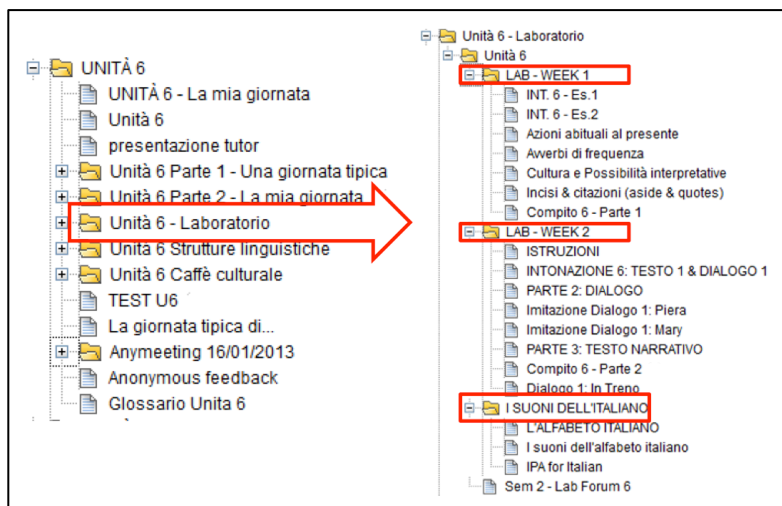 UNITÀ 6
UNITÀ 6 - La mia giornata
Unità 6
presentazione tutor
Unità 6 Parte 1 - Una giornata tipica
Unità 6 Parte 2 - La mia giornata
Unità 6 - Laboratorio
Unità 6 Strutture linguistiche
Unità 6 Caffè culturale
TEST U6
La giornata tipica di...
Anymeeting 16/01/2013
Anonymous feedback
Glossario Unita 6
Unità 6 - Laboratorio
Unità 6
LAB - WEEK 1
INT. 6 - Es.1
INT. 6 - Es.2
Azioni abituali al presente
Avverbi di frequenza
Cultura e Possibilità interpretative
Incisi & citazioni (aside & quotes)
Compito 6 - Parte 1
LAB - WEEK 2
ISTRUZIONI
INTONAZIONE 6: TESTO 1 & DIALOGO 1
PARTE 2: DIALOGO
Imitazione Dialogo 1: Piera
Imitazione Dialogo 1: Mary
PARTE 3: TESTO NARRATIVO
Compito 6 - Parte 2
Dialogo 1: In Treno
I SUONI DELL'ITALIANO
L'ALFABETO ITALIANO
I suoni dell'alfabeto italiano
IPA for Italian
Sem 2 - Lab Forum 6